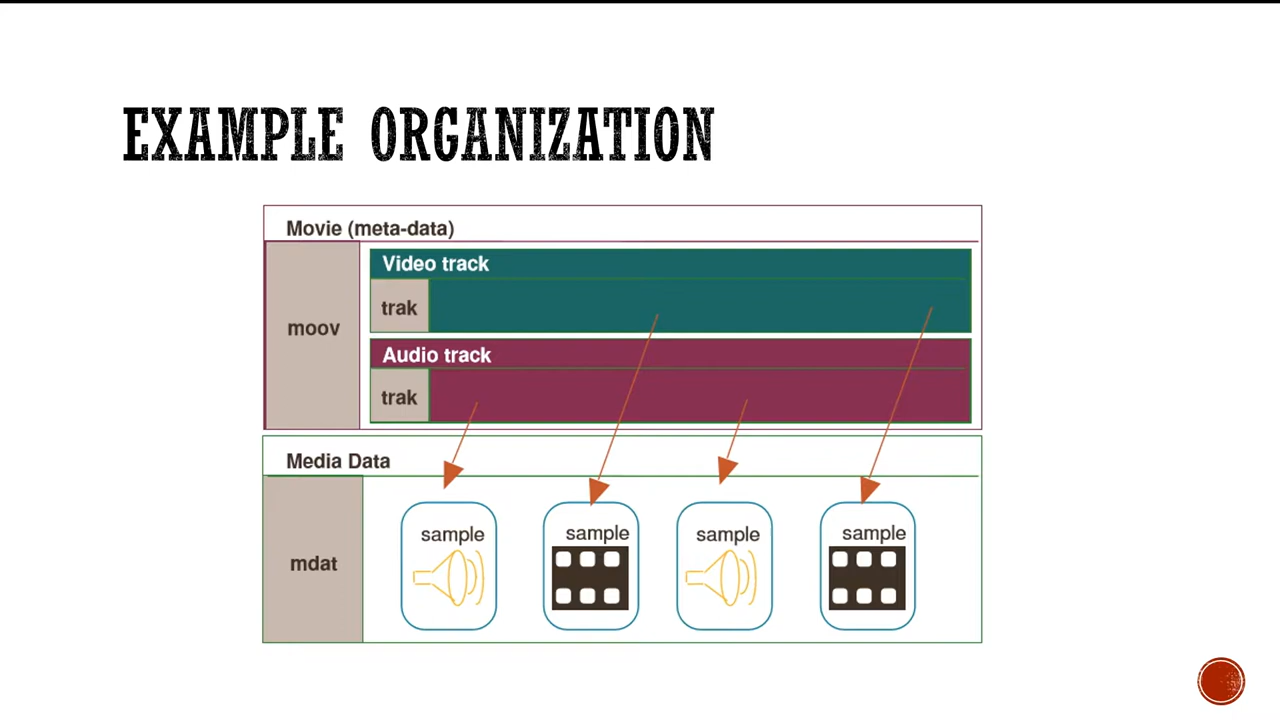 EXAMPLE ORGANIZATION
Movie (meta-data)
moov
Video track
trak
Audio track
trak
Media Data
mdat
sample
sample
sample
sample